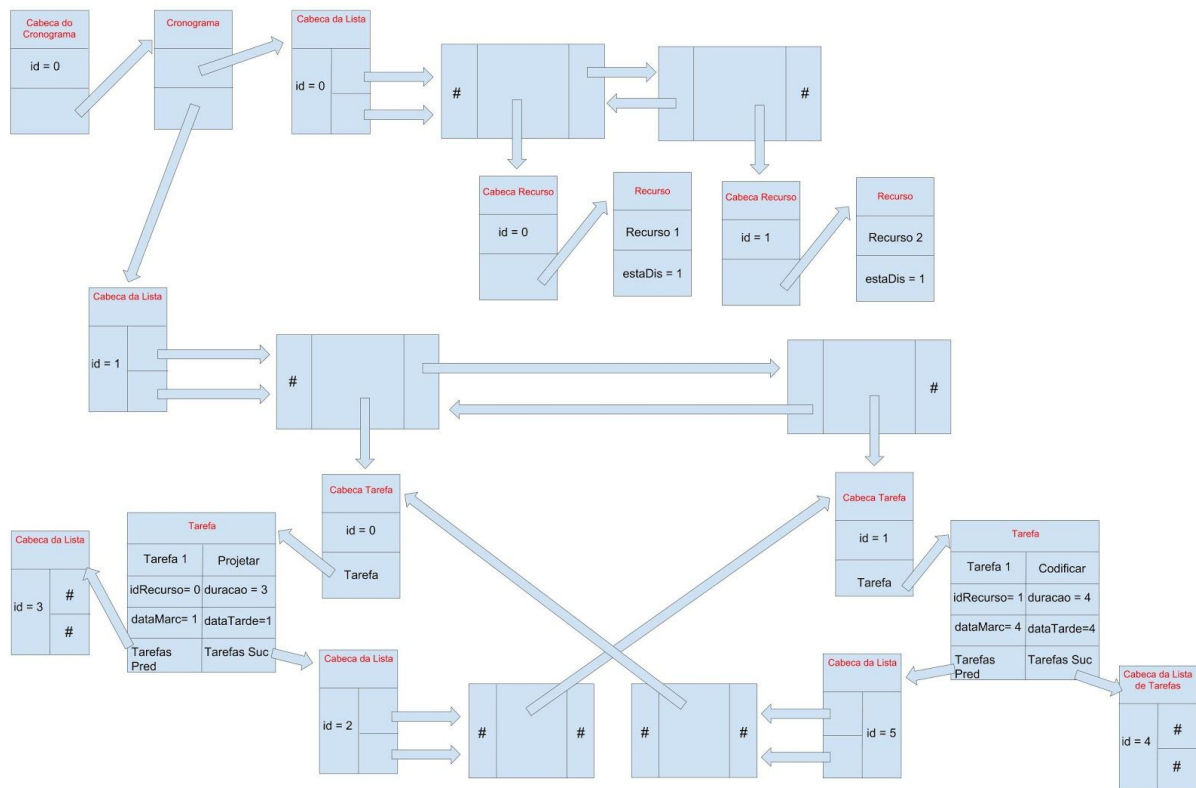 Cabeca do
Cronograma
id = 0
Cronograma
Cabeca da Lista
id = 0
#
#
Cabeca Recurso
id = 0
Recurso
Recurso 1
estaDis = 1
Cabeca Recurso
id = 1
Recurso
Recurso 2
estaDis = 1
Cabeca da Lista
id = 1
#
#
Cabeca Tarefa
id = 0
Tarefa
Cabeca Tarefa
id = 1
Tarefa
Cabeca da Lista
id = 3
#
#
Tarefa
Tarefa 1
Projetar
idRecurso= 0
duracao = 3
dataMarc= 1
dataTarde=1
Tarefas
Pred
Tarefas Suc
Cabeca da Lista
id = 2
#
#
#
#
Cabeca da Lista
id = 5
Tarefa
Tarefa 1
Codificar
idRecurso= 1
duracao = 4
dataMarc= 4
dataTarde=4
Tarefas
Pred
Tarefas Suc
Cabeca da Lista
de Tarefas
id = 4
#
#